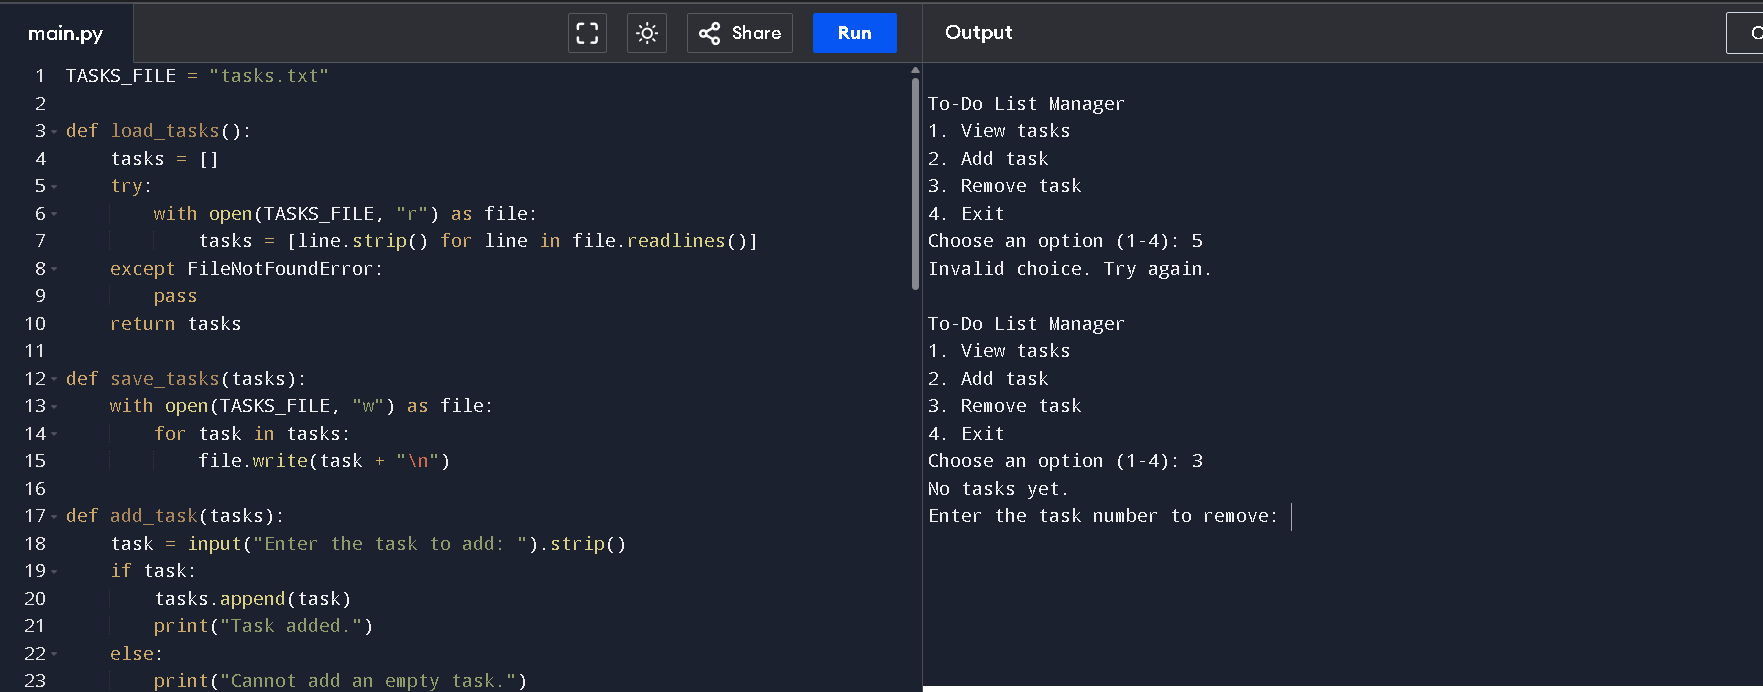 main.py
Share
Run
1 TASKS_FILE = "tasks.txt"
2
3 def load_tasks():
4     tasks = []
5     try:
6         with open(TASKS_FILE, "r") as file:
7             tasks = [line.strip() for line in file.readlines()]
8     except FileNotFoundError:
9         pass
10     return tasks
11
12 def save_tasks(tasks):
13     with open(TASKS_FILE, "w") as file:
14         for task in tasks:
15             file.write(task + "\n")
16
17 def add_task(tasks):
18     task = input("Enter the task to add: ").strip()
19     if task:
20         tasks.append(task)
21         print("Task added.")
22     else:
23         print("Cannot add an empty task.")
Output
To-Do List Manager
1. View tasks
2. Add task
3. Remove task
4. Exit
Choose an option (1-4): 5
Invalid choice. Try again.
To-Do List Manager
1. View tasks
2. Add task
3. Remove task
4. Exit
Choose an option (1-4): 3
No tasks yet.
Enter the task number to remove: